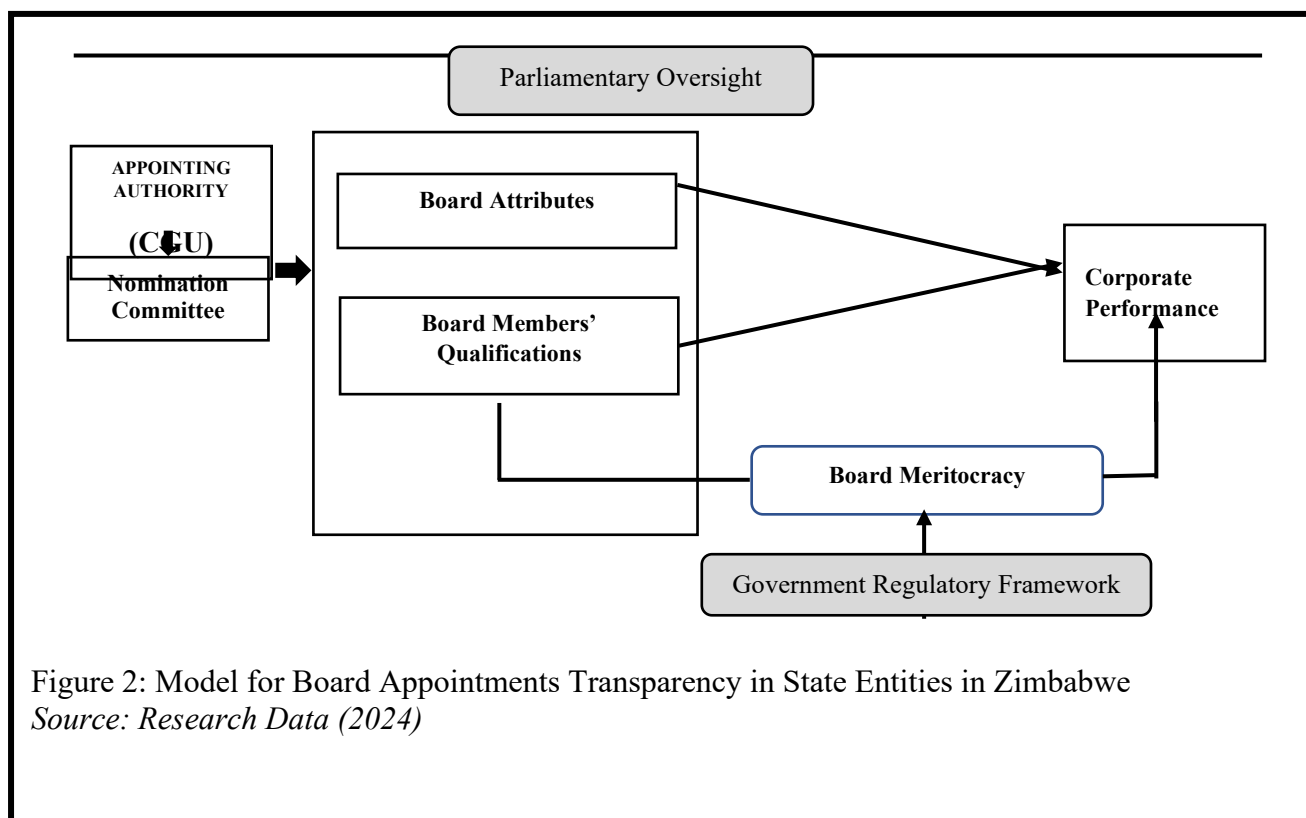 Parliamentary Oversight
APPOINTING
AUTHORITY
(CGU)
Nomination
Committee
Board Attributes
Board Members’
Qualifications
Corporate
Performance
Board Meritocracy
Government Regulatory Framework
Figure 2: Model for Board Appointments Transparency in State Entities in Zimbabwe
Source: Research Data (2024)